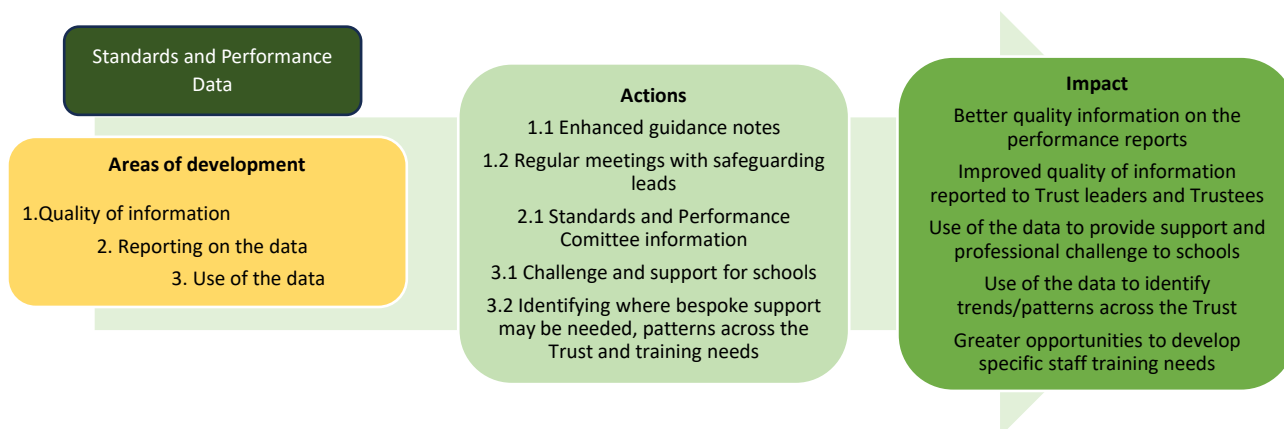 Standards and Performance
Data
Areas of development
1.Quality of information
2. Reporting on the data
3. Use of the data
Actions
1.1 Enhanced guidance notes
1.2 Regular meetings with safeguarding
leads
2.1 Standards and Performance
Comittee information
3.1 Challenge and support for schools
3.2 Identifying where bespoke support
may be needed, patterns across the
Trust and training needs
Impact
Better quality information on the
performance reports
Improved quality of information
reported to Trust leaders and Trustees
Use of the data to provide support and
professional challenge to schools
Use of the data to identify
trends/patterns across the Trust
Greater opportunities to develop
specific staff training needs